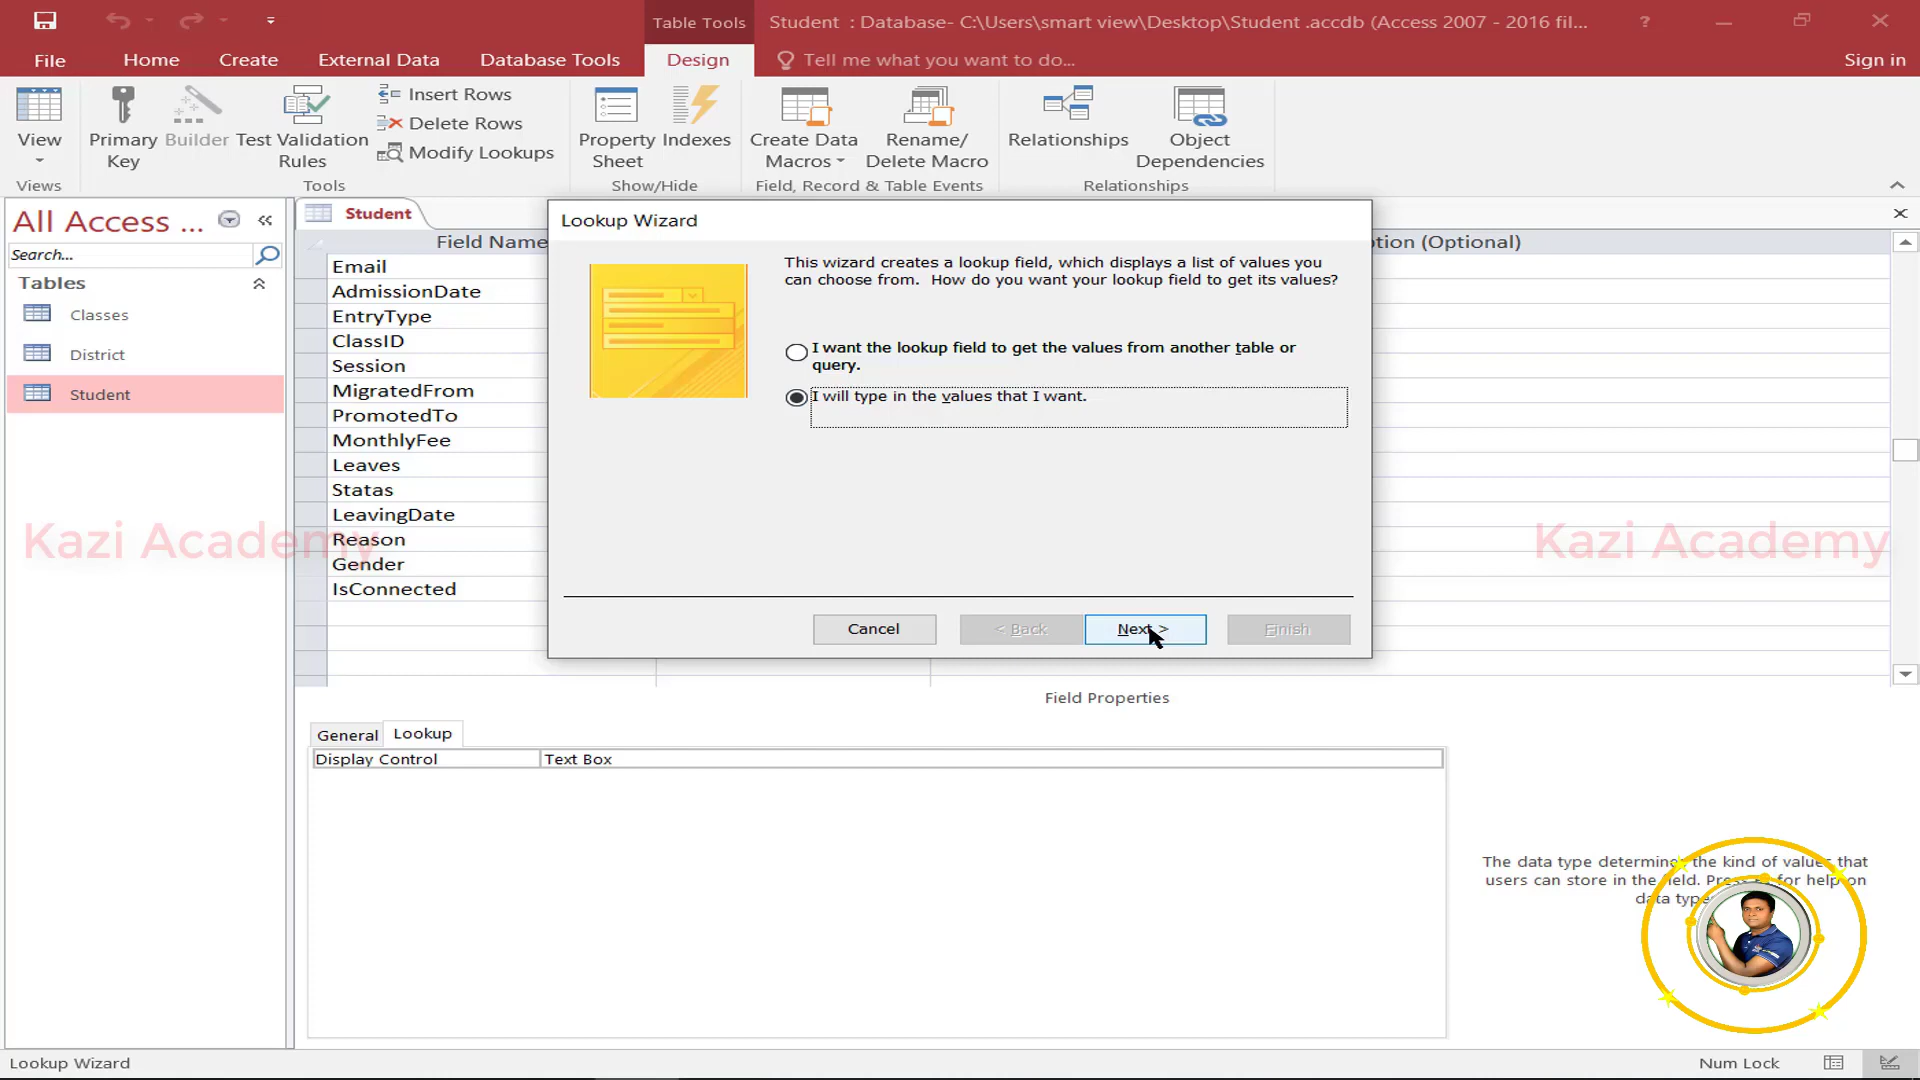 Table Tools
Student : Database- C:\Users\smart view\Desktop\Student .accdb (Access 2007 - 2016 fil...
?
File
Home
Create
External Data
Database Tools
Design
Tell me what you want to do...
Sign in
View
Primary
Key
Builder
Test Validation
Rules
Insert Rows
Delete Rows
Modify Lookups
Property
Sheet
Indexes
Create Data
Macros
Rename/
Delete Macro
Relationships
Object
Dependencies
Views
Tools
Show/Hide
Field, Record & Table Events
Relationships
All Access ...
Search...
Tables
Classes
District
Student
Student
Field Name
tion (Optional)
Email
AdmissionDate
EntryType
ClassID
Session
MigratedFrom
PromotedTo
MonthlyFee
Leaves
Statas
LeavingDate
Reason
Gender
IsConnected
Lookup Wizard
This wizard creates a lookup field, which displays a list of values you
can choose from. How do you want your lookup field to get its values?
I want the lookup field to get the values from another table or
query.
I will type in the values that I want.
Cancel
< Back
Next >
Finish
Kazi Academy
Kazi Academy
Field Properties
General
Lookup
Display Control
Text Box
The data type determines the kind of values that
users can store in the field. Press for help on
data type
Lookup Wizard
Num Lock